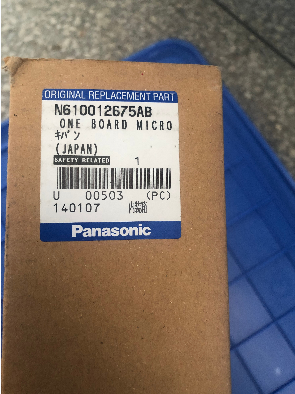 ORIGINAL REPLACEMENT PART
N610012675AB
ONE BOARD MICRO
キバン
(JAPAN)
SAFETY RELATED 1
U 00503 (PC)
140107
Panasonic